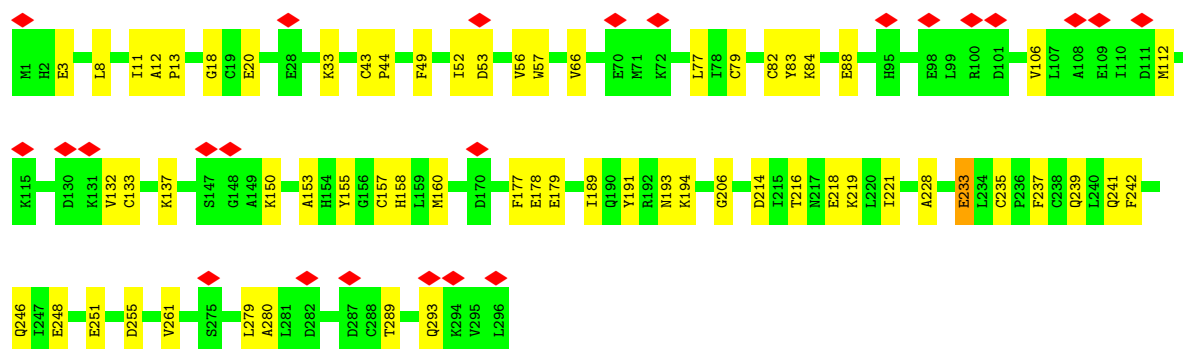 M1 H2 E3 L8 I11 A12 P13 G18 C19 E20 E28 K33 C43 P44 F49 I52 D53 V56 W57 V66 E70 M71 K72 L77 I78 C79 C82 Y83 K84 E88 H95 E98 L99 R100 D101 V106 L107 A108 E109 I110 D111 M112
K115 D130 K131 V132 C133 K137 S147 G148 A149 K150 A153 H154 Y155 G156 C157 H158 L159 M160 D170 F177 E178 E179 I189 Q190 Y191 R192 N193 K194 G206 D214 I215 T216 N217 E218 K219 L220 I221 A228 E233 L234 C235 P236 F237 C238 Q239 L240 Q241 F242
Q246 I247 E248 E251 D255 V261 S275 L279 A280 L281 D282 D287 C288 T289 Q293 K294 V295 L296